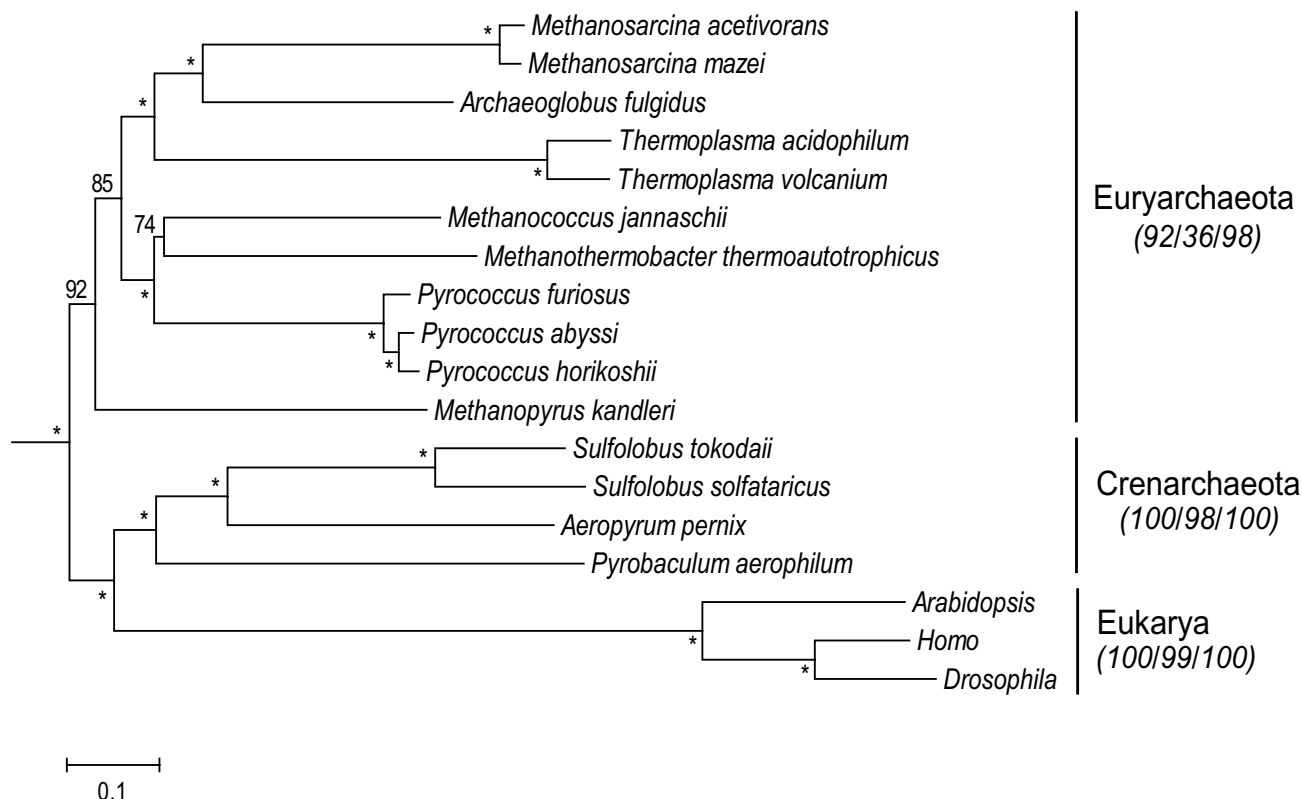 * Methanosarcina acetivorans
* Methanosarcina mazei
* Archaeoglobus fulgidus
Thermoplasma acidophilum
* Thermoplasma volcanium
85
Euryarchaeota
(92/36/98)
74 Methanococcus jannaschii
Methanothermobacter thermoautotrophicus
92 * Pyrococcus furiosus
* Pyrococcus abyssi
* Pyrococcus horikoshii
Methanopyrus kandleri
*
* Sulfolobus tokodaii
* Sulfolobus solfataricus
Crenarchaeota
(100/98/100)
* Aeropyrum pernix
Pyrobaculum aerophilum
* Arabidopsis
* Homo
* Drosophila
Eukarya
(100/99/100)
0.1